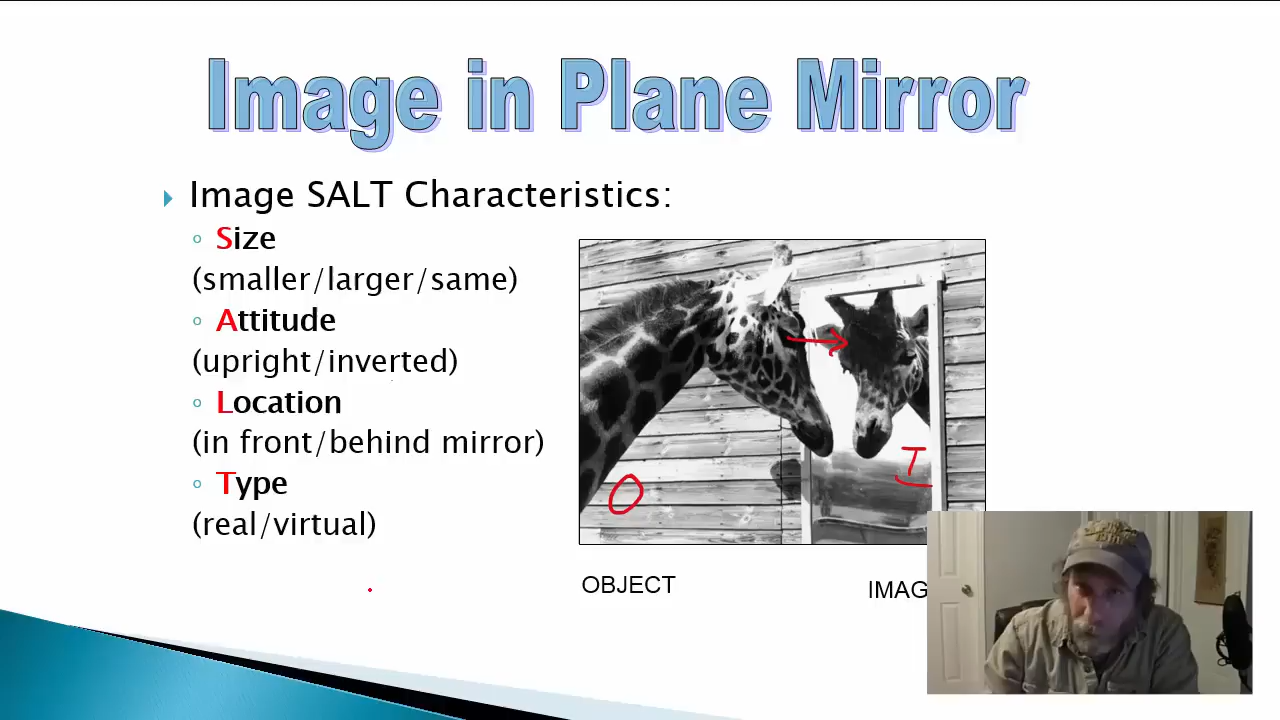 Image in Plane Mirror
Image SALT Characteristics:
Size
(smaller/larger/same)
Attitude
(upright/inverted)
Location
(in front/behind mirror)
Type
(real/virtual)
O
I
OBJECT
IMAG